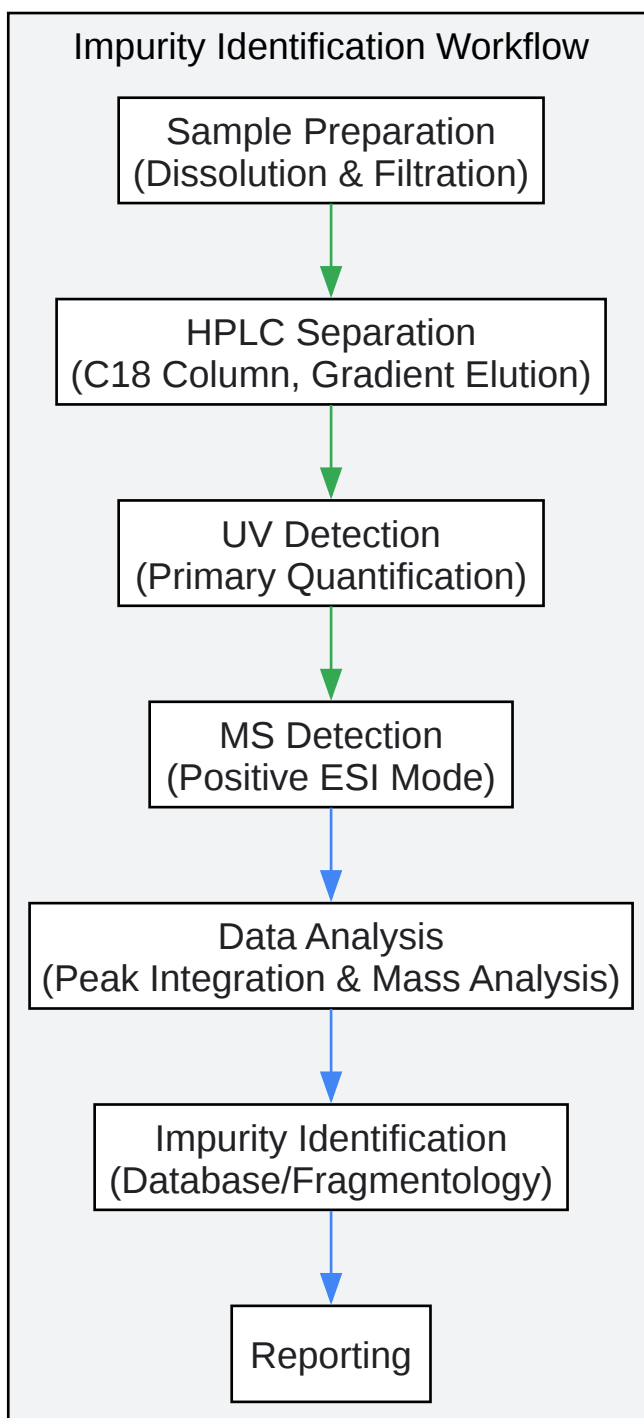 Impurity Identification Workflow
Sample Preparation
(Dissolution & Filtration)
HPLC Separation
(C18 Column, Gradient Elution)
UV Detection
(Primary Quantification)
MS Detection
(Positive ESI Mode)
Data Analysis
(Peak Integration & Mass Analysis)
Impurity Identification
(Database/Fragmentology)
Reporting